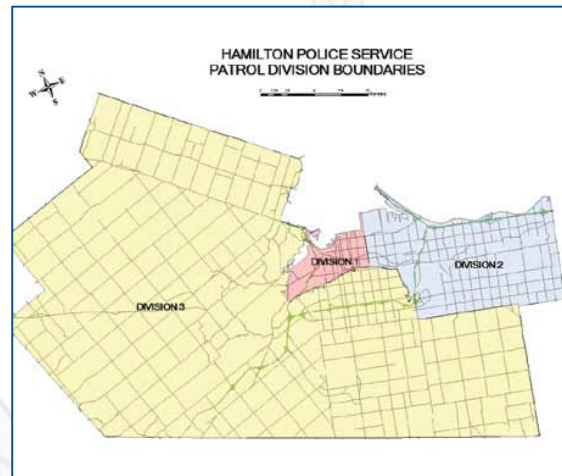 HAMILTON POLICE SERVICE
PATROL DIVISION BOUNDARIES
N
W E
S
DIVISION 1
DIVISION 2
DIVISION 3